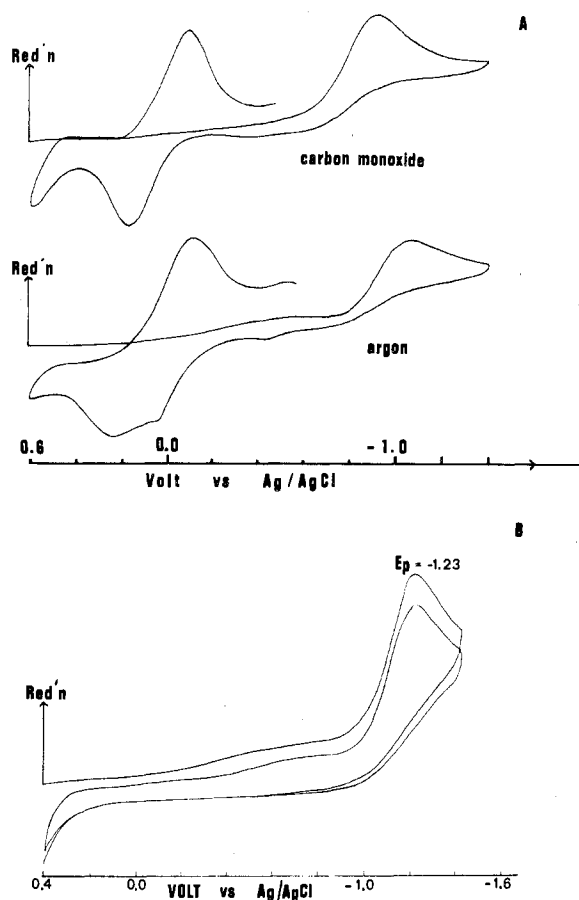 A
Red'n
carbon monoxide
Red'n
argon
0.6 0.0 -1.0
Volt vs Ag/AgCl
B
Ep = -1.23
Red'n
0.4 0.0 -1.0 -1.6
VOLT vs Ag/AgCl